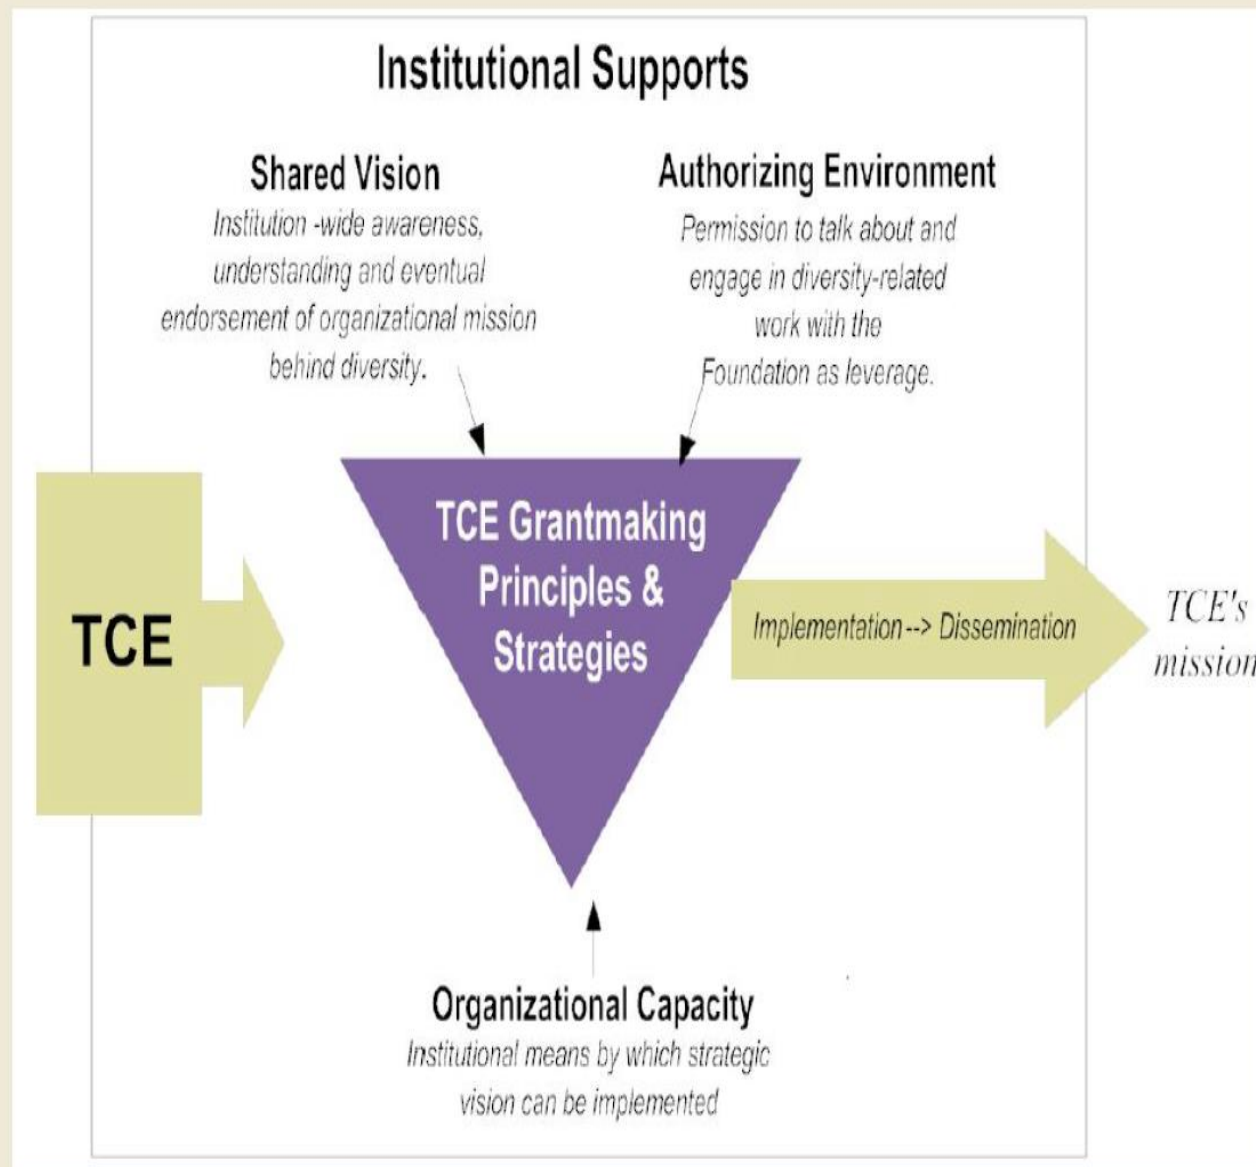 Institutional Supports
Shared Vision
Institution -wide awareness,
understanding and eventual
endorsement of organizational mission
behind diversity.
Authorizing Environment
Permission to talk about and
engage in diversity-related
work with the
Foundation as leverage.
TCE
TCE Grantmaking
Principles &
Strategies
Implementation --> Dissemination
TCE's
mission
Organizational Capacity
Institutional means by which strategic
vision can be implemented